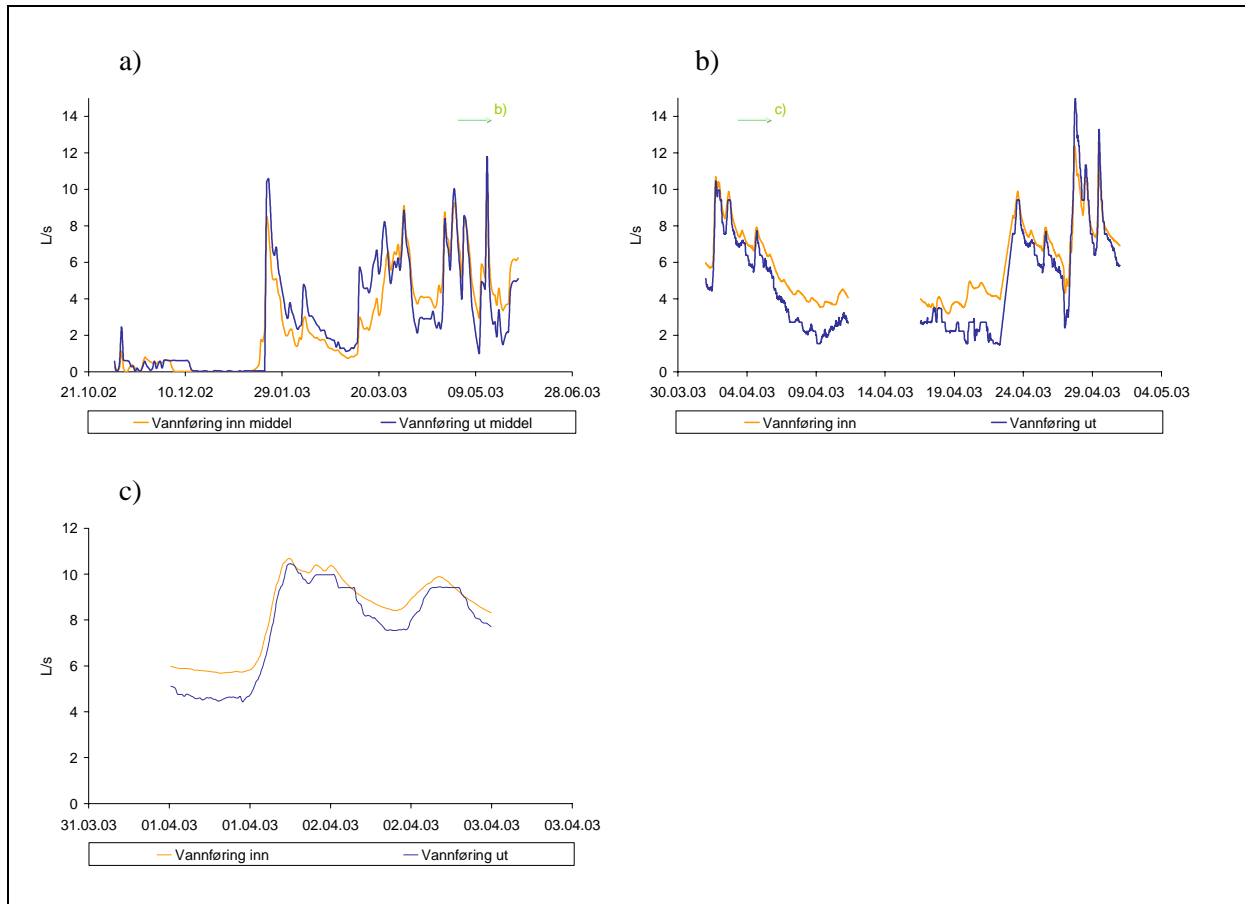 a)
14
12
10
8
6
4
2
0
L/s
b)
21.10.02 10.12.02 29.01.03 20.03.03 09.05.03 28.06.03
Vannføring inn middel Vannføring ut middel
b)
14
12
10
8
6
4
2
0
L/s
c)
30.03.03 04.04.03 09.04.03 14.04.03 19.04.03 24.04.03 29.04.03 04.05.03
Vannføring inn Vannføring ut
c)
12
10
8
6
4
2
0
L/s
31.03.03 01.04.03 01.04.03 02.04.03 02.04.03 03.04.03 03.04.03
Vannføring inn Vannføring ut